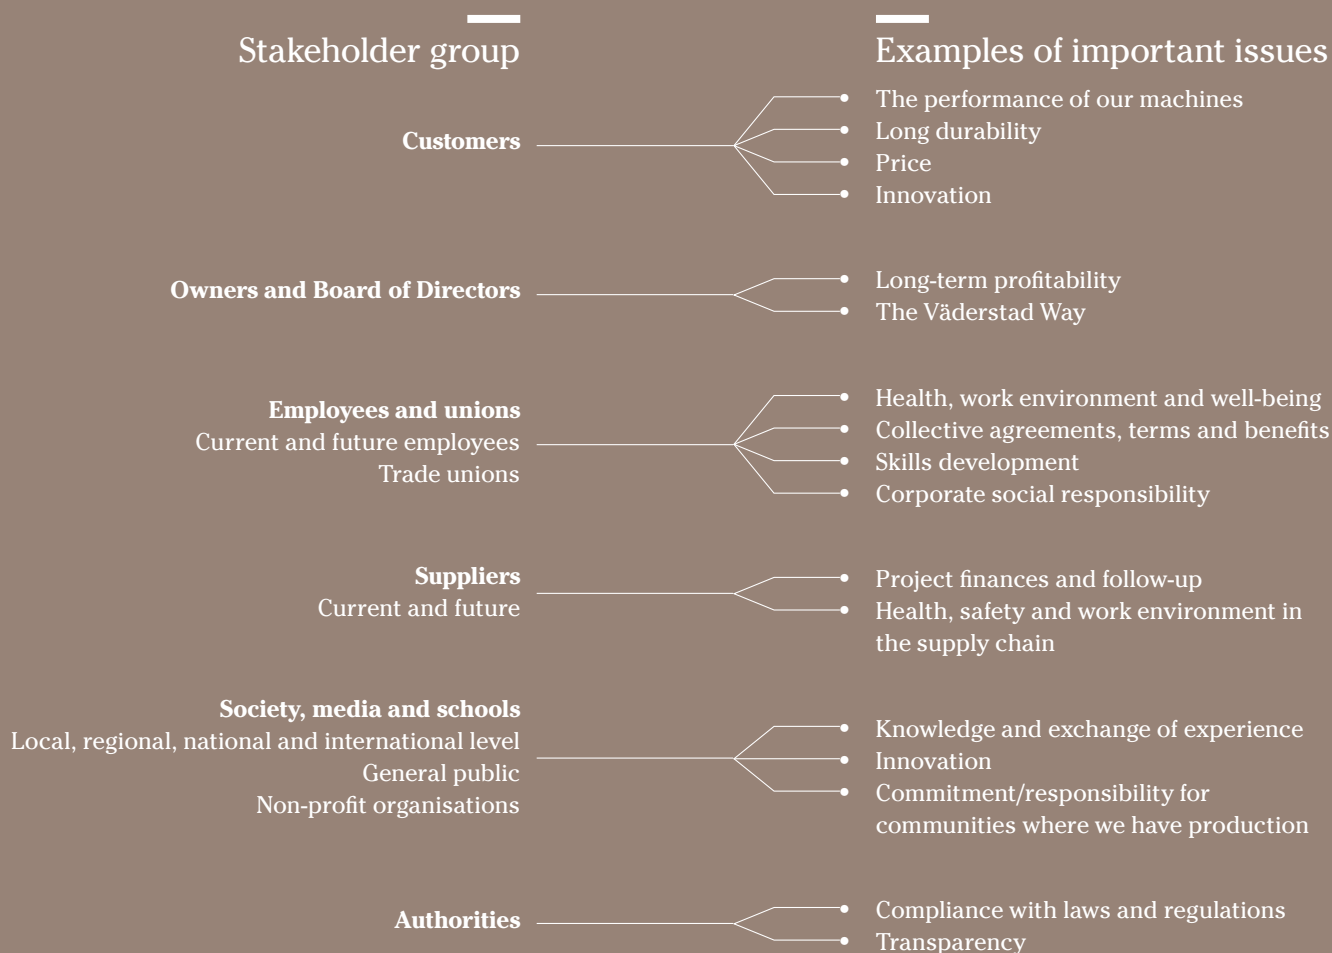 Stakeholder group
Examples of important issues
Customers
The performance of our machines
Long durability
Price
Innovation
Owners and Board of Directors
Long-term profitability
The Väderstad Way
Employees and unions
Current and future employees
Trade unions
Health, work environment and well-being
Collective agreements, terms and benefits
Skills development
Corporate social responsibility
Suppliers
Current and future
Project finances and follow-up
Health, safety and work environment in
the supply chain
Society, media and schools
Local, regional, national and international level
General public
Non-profit organisations
Knowledge and exchange of experience
Innovation
Commitment/responsibility for
communities where we have production
Authorities
Compliance with laws and regulations
Transparency